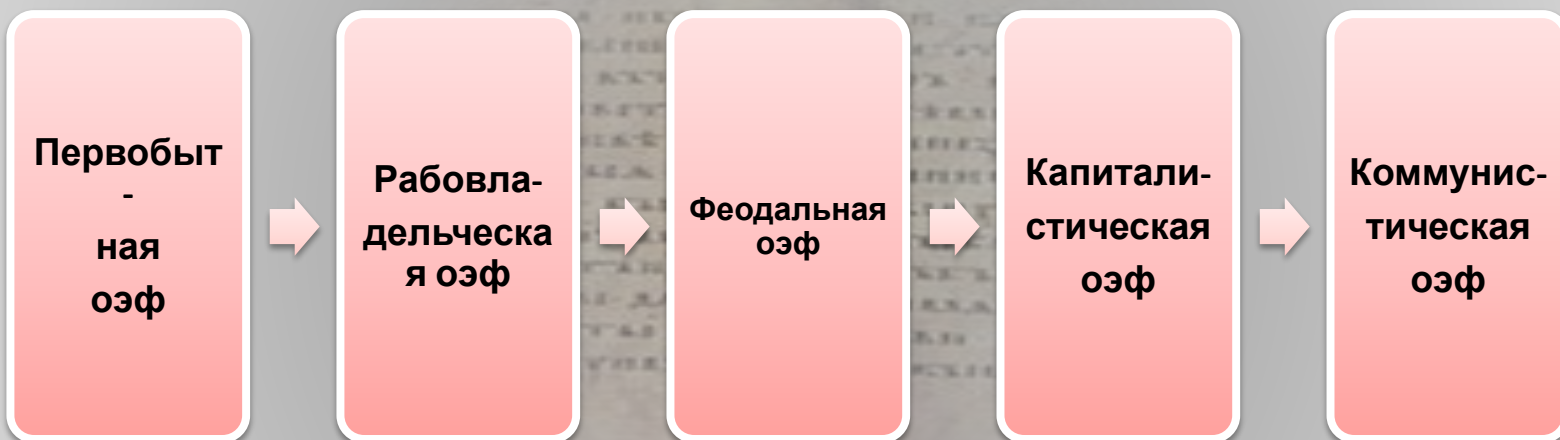 Первобыт
-
ная
оэф
Рабовла-
дельческа
я оэф
Феодальная
оэф
Капитали-
стическая
оэф
Коммунис-
тическая
оэф